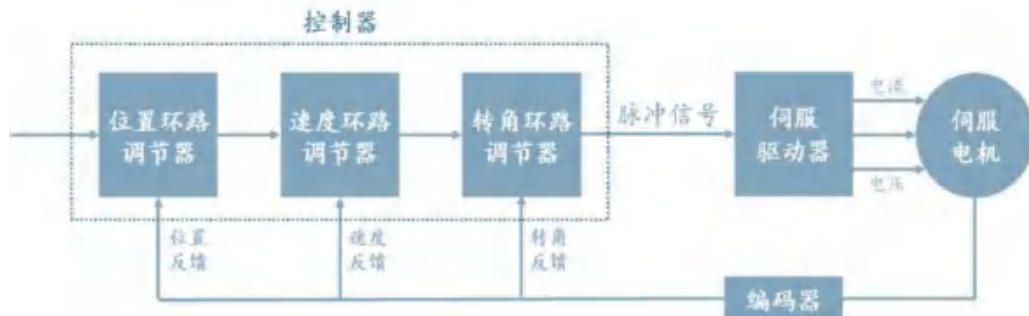 控制器
位置环路
调节器
速度环路
调节器
转角环路
调节器
脉冲信号
伺服
驱动器
电流
电压
伺服
电机
位置
反馈
速度
反馈
转角
反馈
编码器